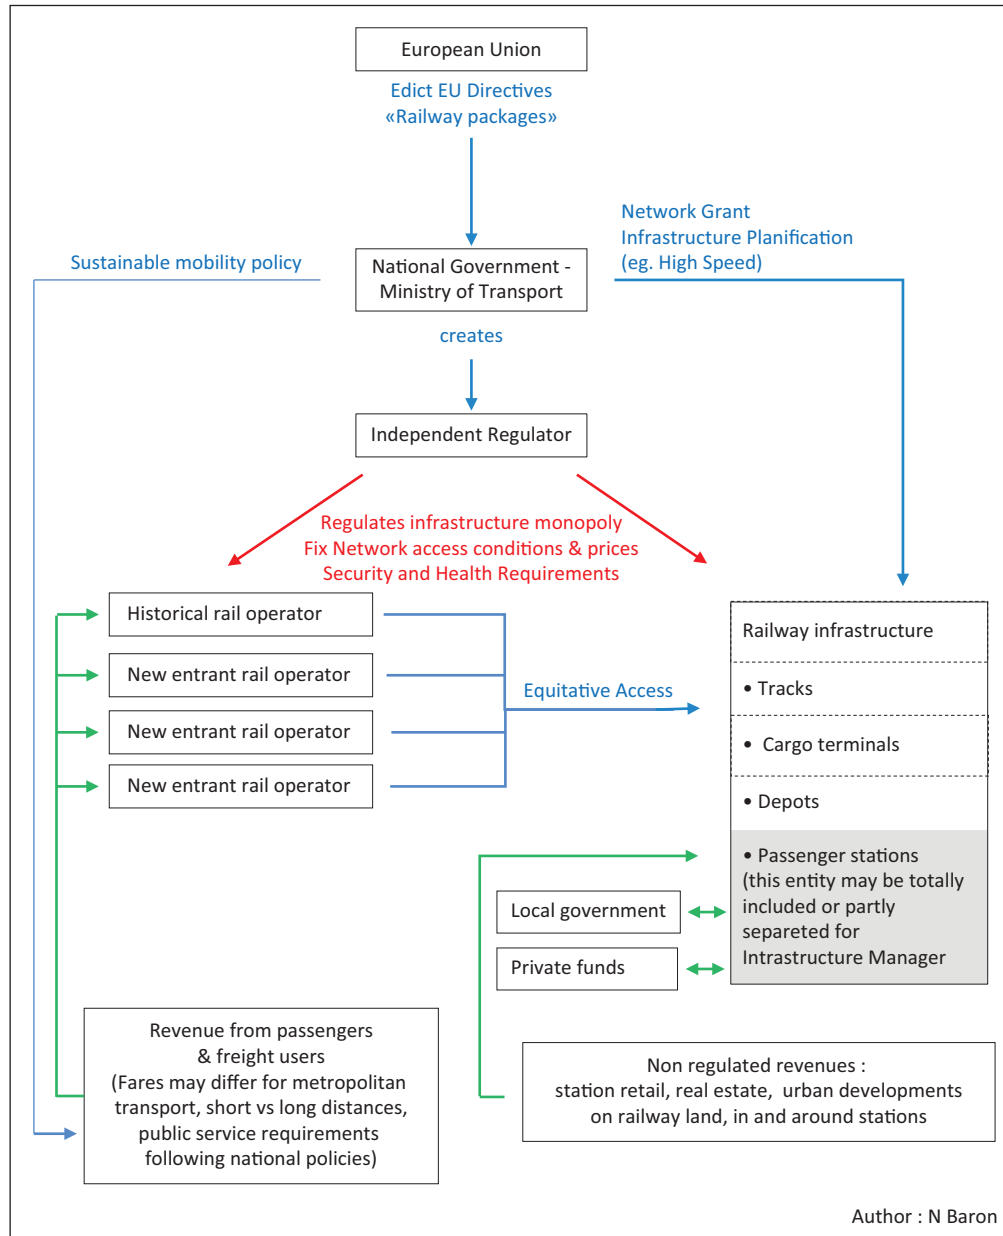 European Union
Edict EU Directives
«Railway packages»
Network Grant
Infrastructure Planification
(eg. High Speed)
Sustainable mobility policy
National Government -
Ministry of Transport
creates
Independent Regulator
Regulates infrastructure monopoly
Fix Network access conditions & prices
Security and Health Requirements
Historical rail operator
New entrant rail operator
New entrant rail operator
New entrant rail operator
Equitative Access
Railway infrastructure
• Tracks
• Cargo terminals
• Depots
• Passenger stations
(this entity may be totally
included or partly
separeted for
Intrastructure Manager
Local government
Private funds
Revenue from passengers
& freight users
(Fares may differ for metropolitan
transport, short vs long distances,
public service requirements
following national policies)
Non regulated revenues :
station retail, real estate, urban developments
on railway land, in and around stations
Author : N Baron